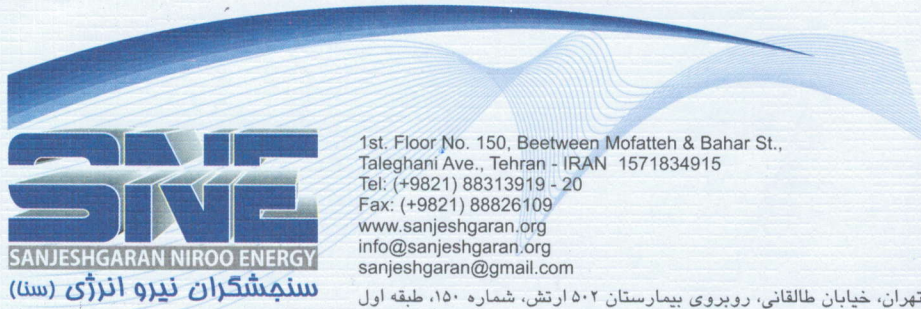 SNE
SANJESHGARAN NIROO ENERGY
سنجشگران نیرو انرژی (سنا)
1st. Floor No. 150, Beetween Mofatteh & Bahar St.,
Taleghani Ave., Tehran - IRAN 1571834915
Tel: (+9821) 88313919 - 20
Fax: (+9821) 88826109
www.sanjeshgaran.org
info@sanjeshgaran.org
sanjeshgaran@gmail.com
تهران، خیابان طالقانی، روبروی بیمارستان ۵۰۲ ارتش، شماره ۱۵۰، طبقه اول